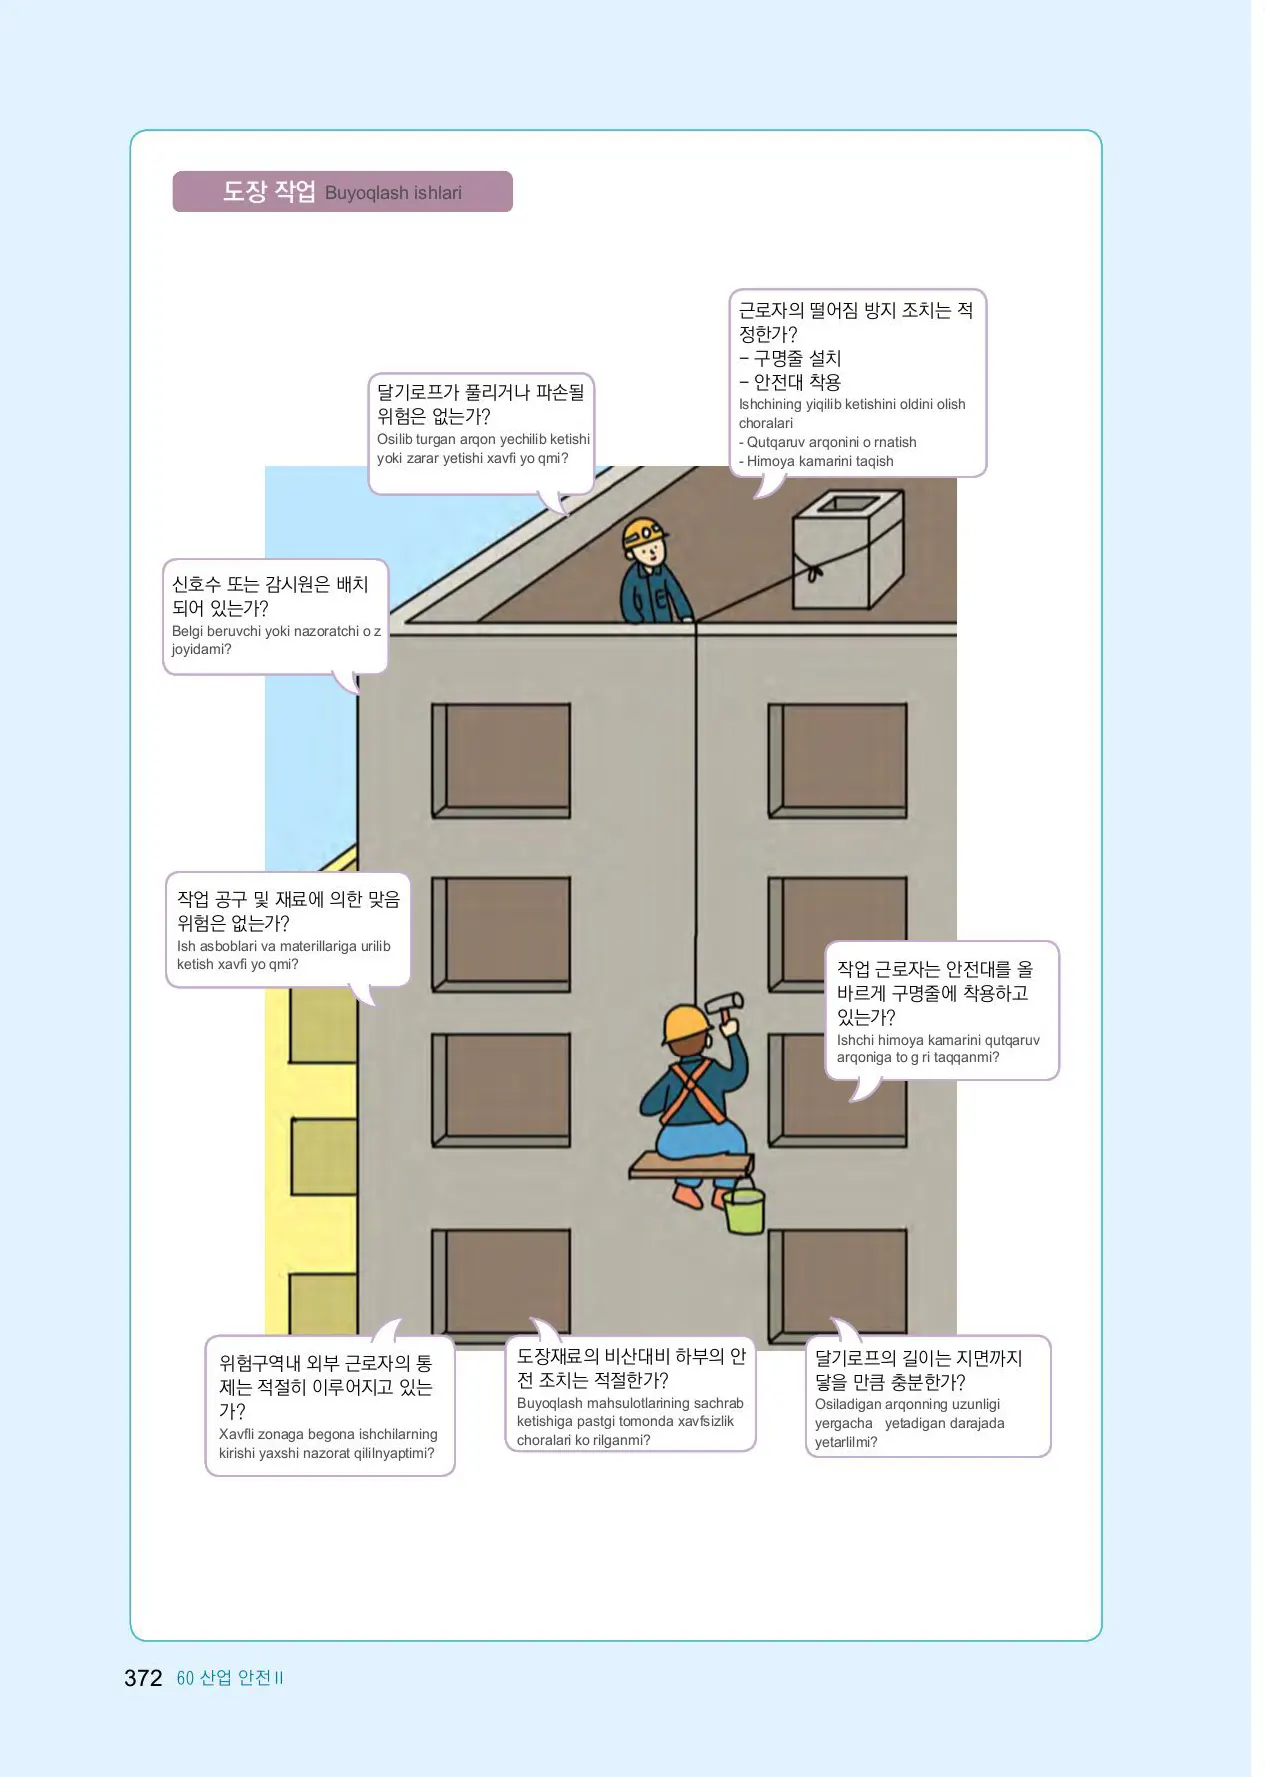 도장 작업 Buyoqlash ishlari
근로자의 떨어짐 방지 조치는 적
정한가?
– 구명줄 설치
– 안전대 착용
Ishchining yiqilib ketishini oldini olish
choralari
- Qutqaruv arqonini o rnatish
- Himoya kamarini taqish
달기로프가 풀리거나 파손될
위험은 없는가?
Osilib turgan arqon yechilib ketishi
yoki zarar yetishi xavfi yo qmi?
신호수 또는 감시원은 배치
되어 있는가?
Belgi beruvchi yoki nazoratchi o z
joyidami?
작업 공구 및 재료에 의한 맞음
위험은 없는가?
Ish asboblari va materillariga urilib
ketish xavfi yo qmi?
작업 근로자는 안전대를 올
바르게 구명줄에 착용하고
있는가?
Ishchi himoya kamarini qutqaruv
arqoniga to g ri taqqanmi?
위험구역내 외부 근로자의 통
제는 적절히 이루어지고 있는
가?
Xavfli zonaga begona ishchilarning
kirishi yaxshi nazorat qililnyaptimi?
도장재료의 비산대비 하부의 안
전 조치는 적절한가?
Buyoqlash mahsulotlarining sachrab
ketishiga pastgi tomonda xavfsizlik
choralari ko rilganmi?
달기로프의 길이는 지면까지
닿을 만큼 충분한가?
Osiladigan arqonning uzunligi
yergacha yetadigan darajada
yetarlilmi?
372 60 산업 안전 II